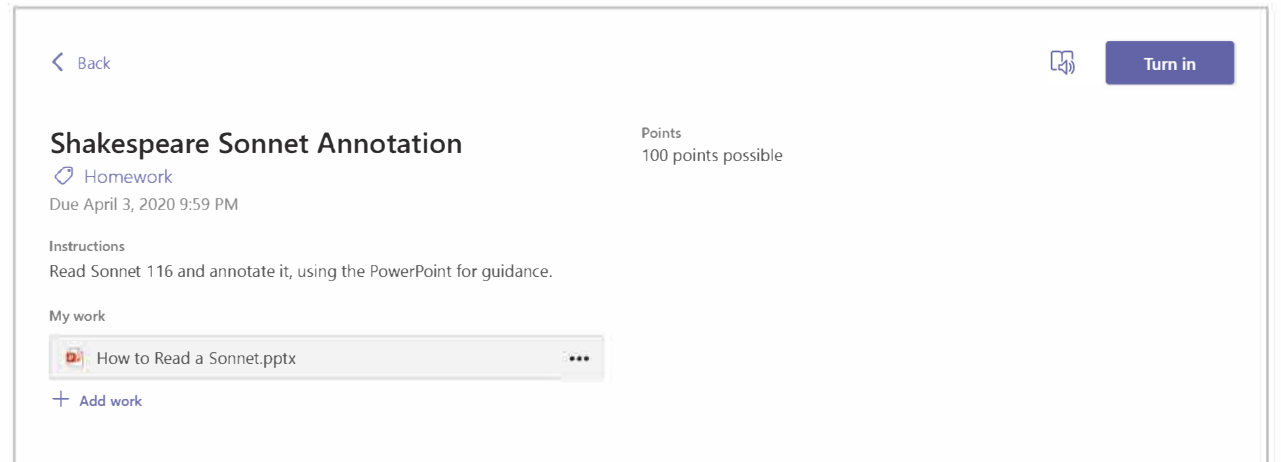 Back
Turn in
Shakespeare Sonnet Annotation
Homework
Due April 3, 2020 9:59 PM
Points
100 points possible
Instructions
Read Sonnet 116 and annotate it, using the PowerPoint for guidance.
My work
How to Read a Sonnet.pptx
Add work